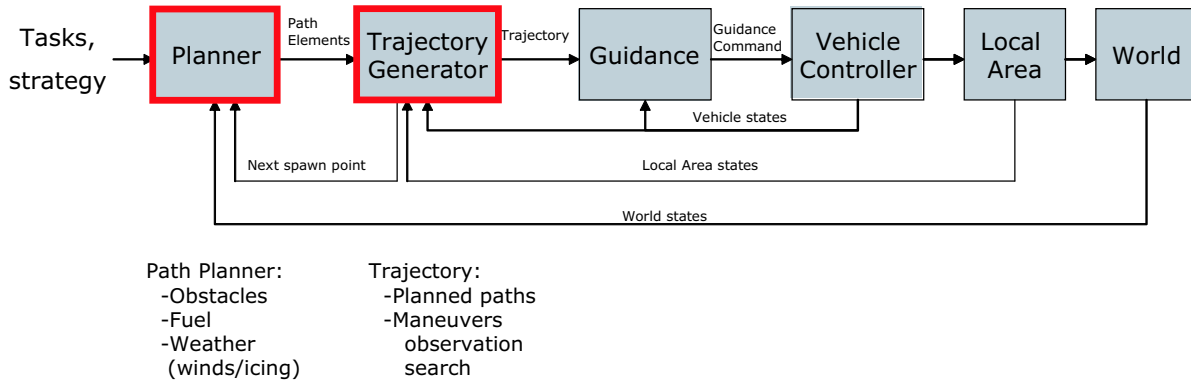 Tasks,
strategy
Planner
Path
Elements
Trajectory
Generator
Trajectory
Guidance
Guidance
Command
Vehicle
Controller
Local
Area
World
Vehicle states
Next spawn point
Local Area states
World states
Path Planner:
-Obstacles
-Fuel
-Weather
(winds/icing)
Trajectory:
-Planned paths
-Maneuvers
observation
search